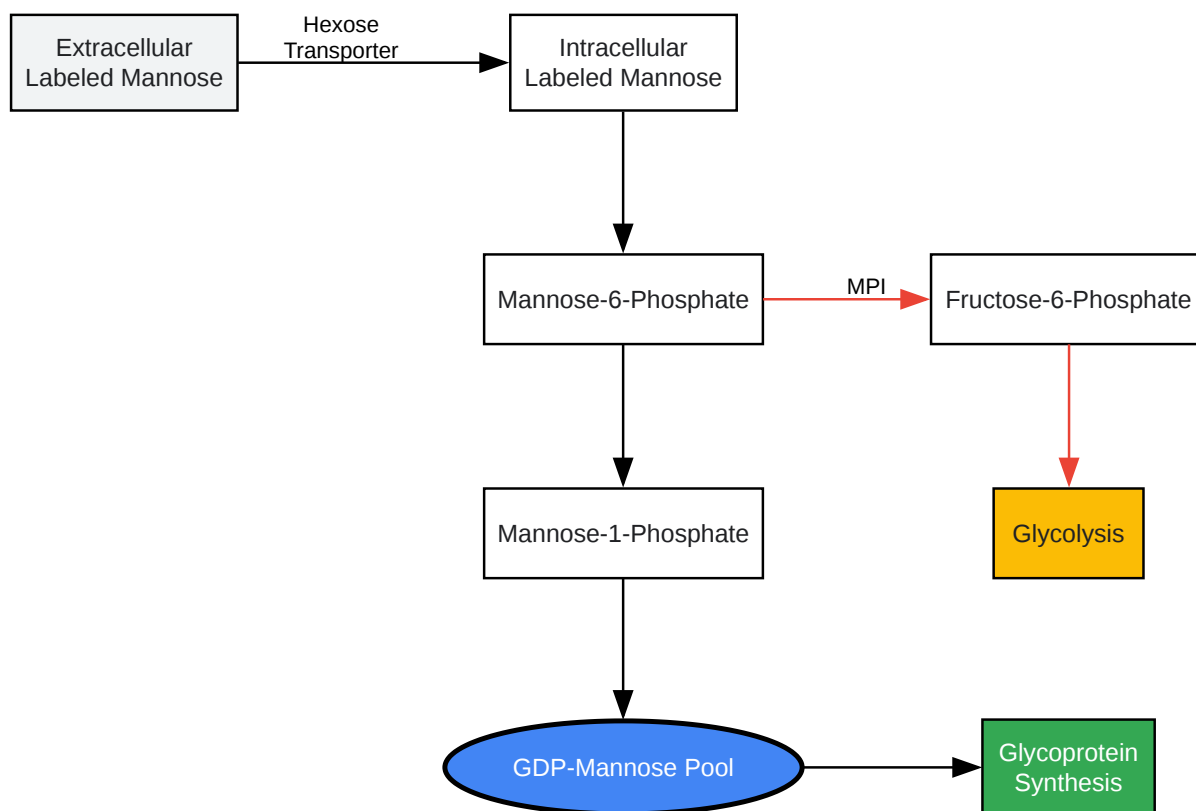 Extracellular
Labeled Mannose
Hexose
Transporter
Intracellular
Labeled Mannose
Mannose-6-Phosphate
MPI
Fructose-6-Phosphate
Mannose-1-Phosphate
Glycolysis
GDP-Mannose Pool
Glycoprotein
Synthesis